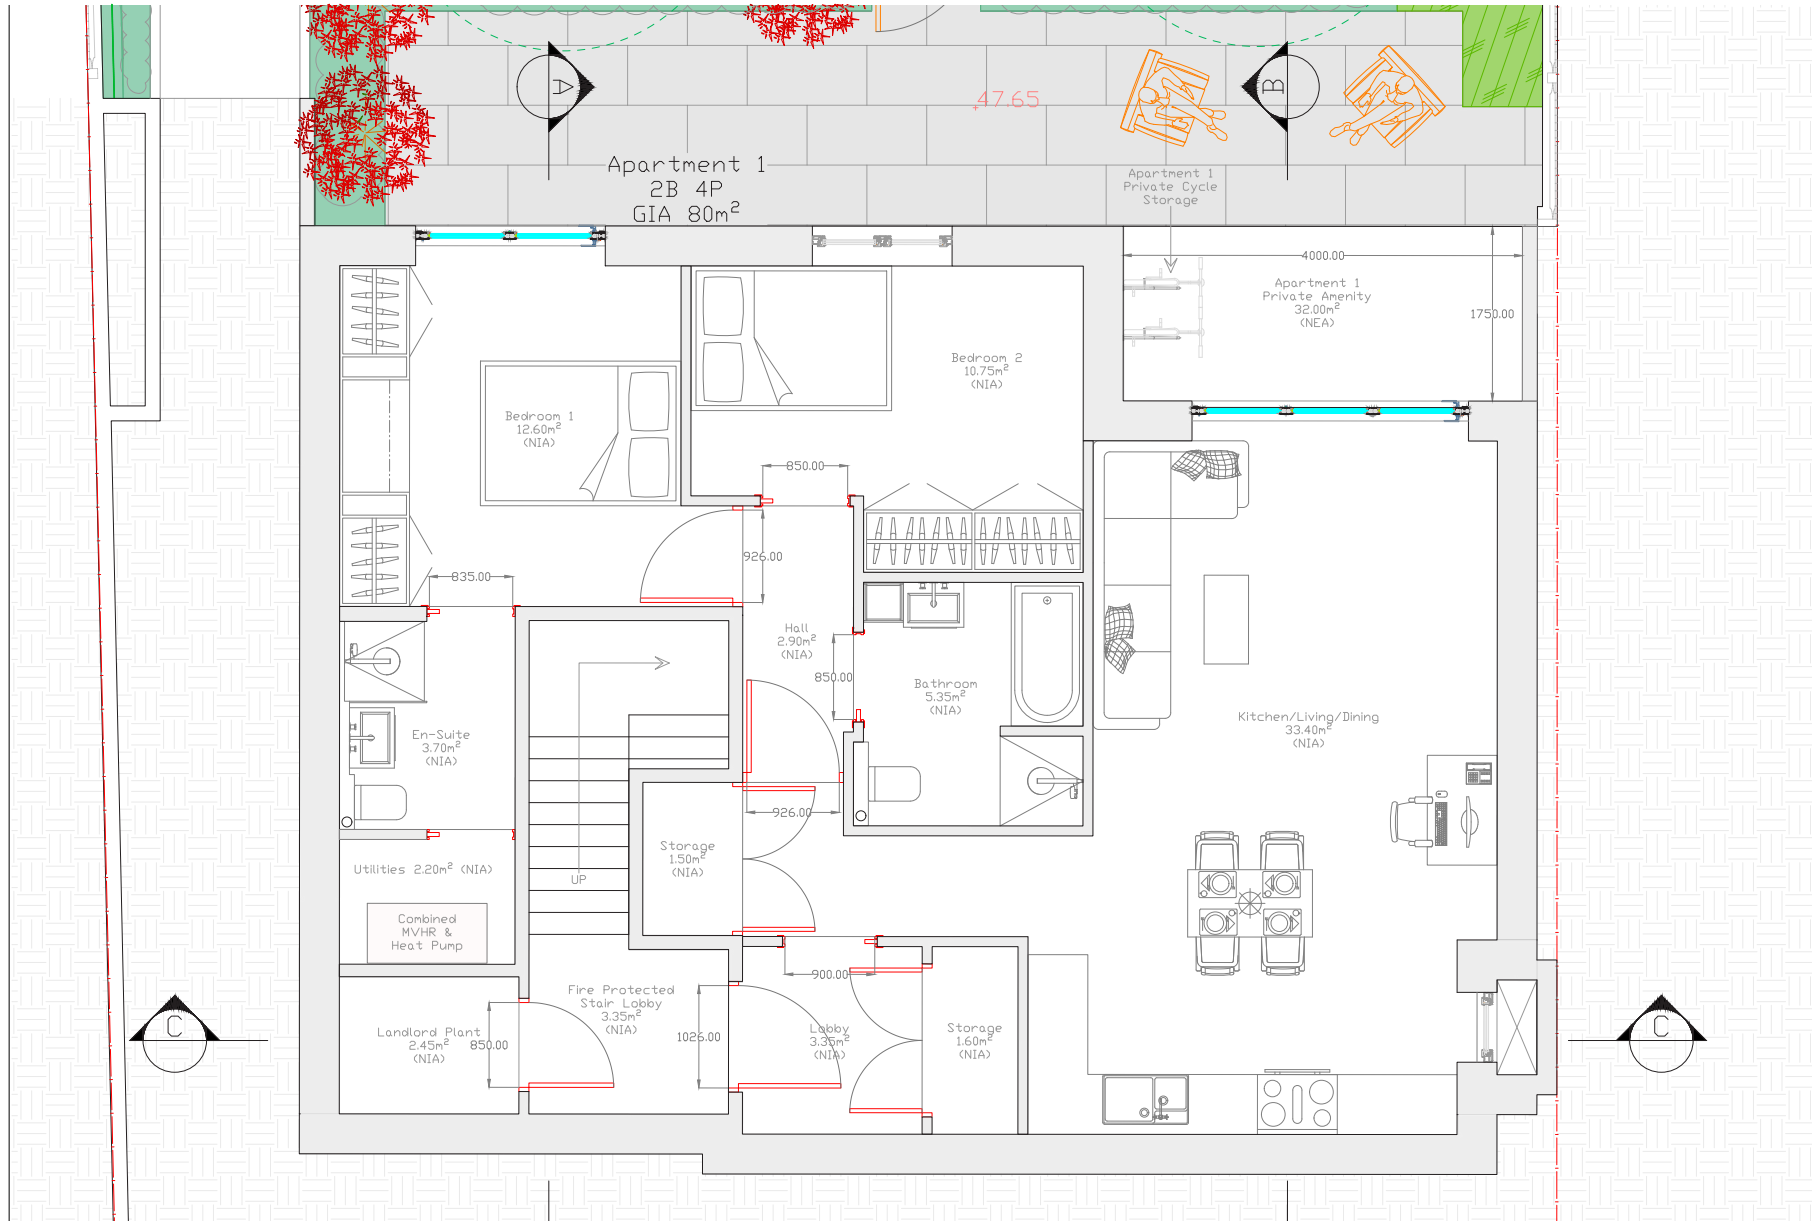 A
B
47.65
Apartment 1
2B 4P
GIA 80m²
Apartment 1
Private Cycle
Storage
4000.00
Apartment 1
Private Amenity
32.00m²
(NEA)
1750.00
Bedroom 2
10.75m²
(NIA)
Bedroom 1
12.60m²
(NIA)
850.00
926.00
835.00
Hall
2.90m²
(NIA)
850.00
Bathroom
5.35m²
(NIA)
Kitchen/Living/Dining
33.40m²
(NIA)
En-Suite
3.70m²
(NIA)
926.00
Storage
1.50m²
(NIA)
Utilities 2.20m² (NIA)
UP
Combined
MVHR &
Heat Pump
900.00
Fire Protected
Stair Lobby
3.35m²
(NIA)
Landlord Plant
2.45m²
(NIA)
850.00
1026.00
Lobby
3.35m²
(NIA)
Storage
1.60m²
(NIA)
C
C